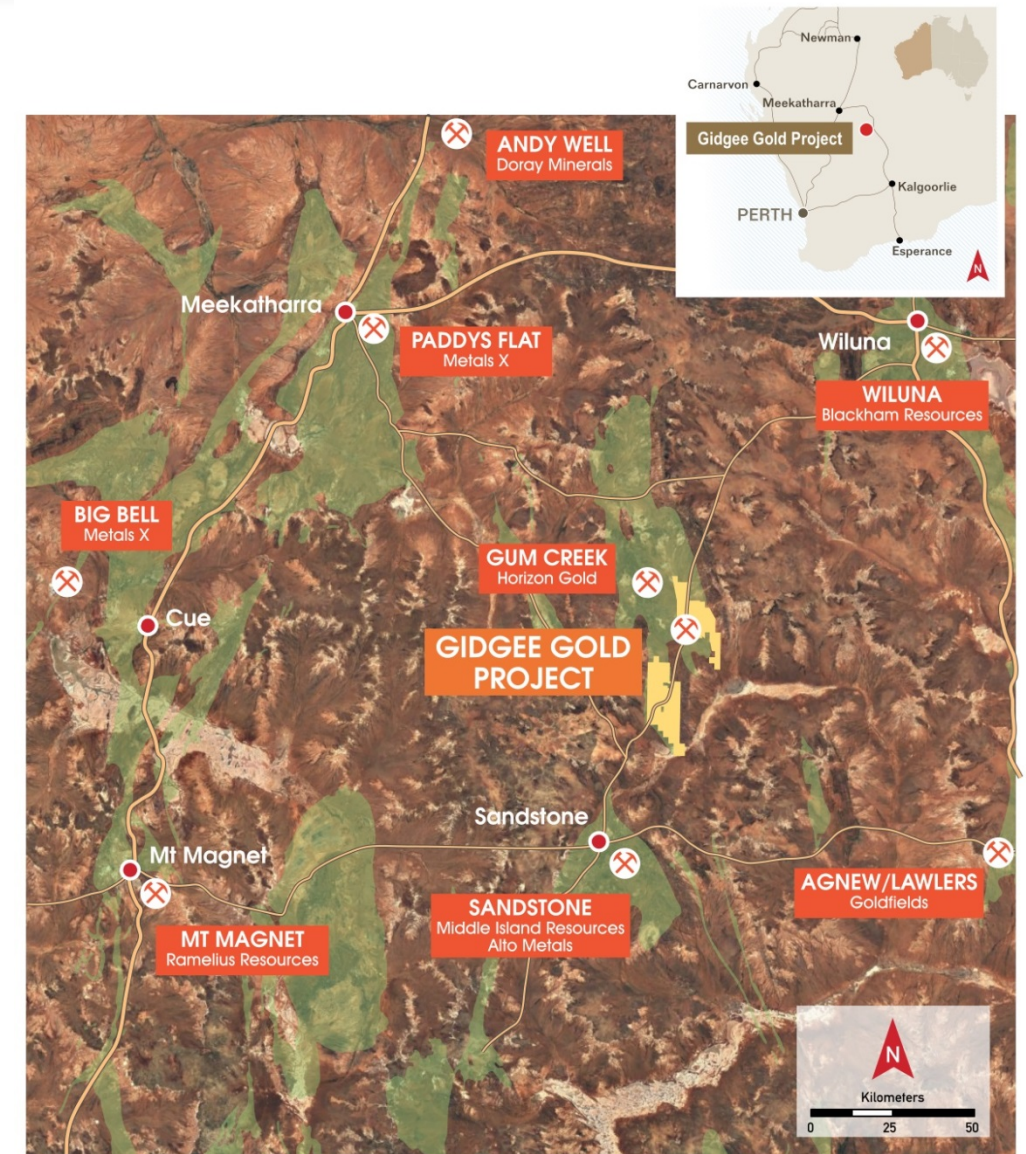 Newman
Carnarvon
Meekatharra
Gidgee Gold Project
Kalgoorlie
PERTH
Esperance
N
ANDY WELL
Doray Minerals
Meekatharra
PADDYS FLAT
Metals X
Wiluna
WILUNA
Blackham Resources
BIG BELL
Metals X
GUM CREEK
Horizon Gold
Cue
GIDGEE GOLD
PROJECT
Sandstone
Mt Magnet
AGNEW/LAWLERS
Goldfields
SANDSTONE
Middle Island Resources
Alto Metals
MT MAGNET
Ramelius Resources
N
Kilometers
0 25 50